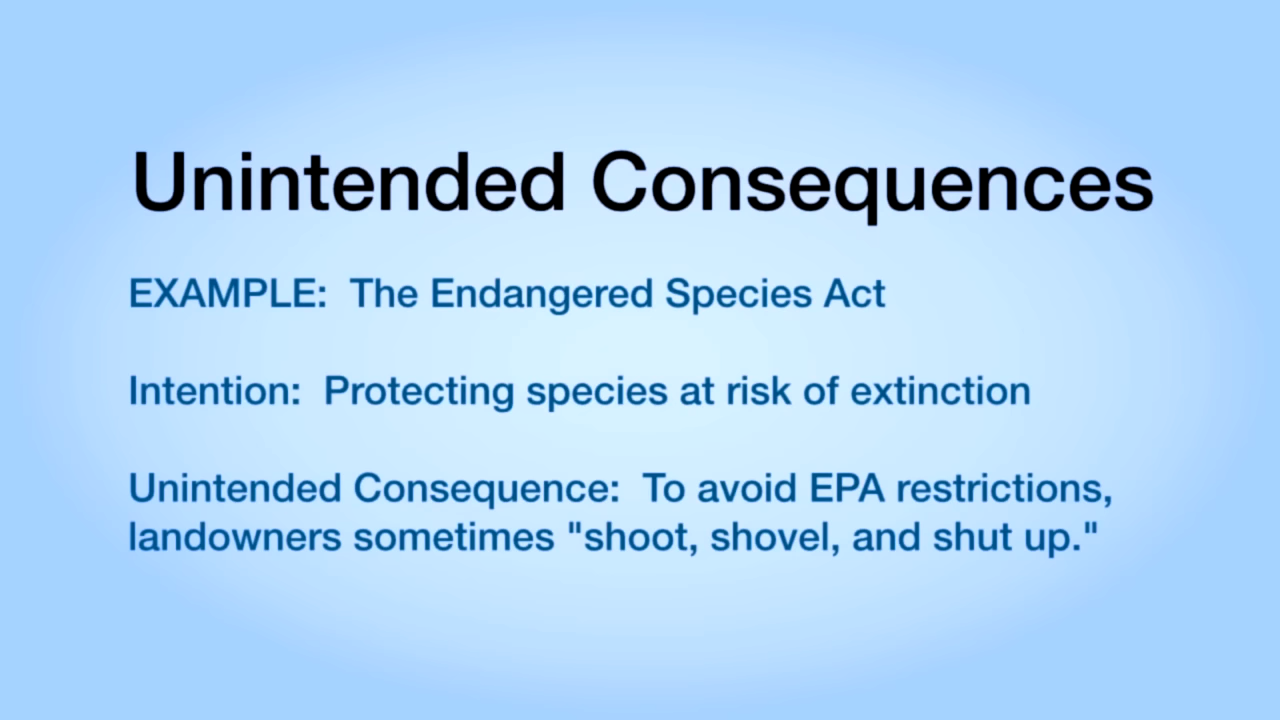 Unintended Consequences
EXAMPLE:  The Endangered Species Act
Intention:  Protecting species at risk of extinction
Unintended Consequence:  To avoid EPA restrictions,
landowners sometimes "shoot, shovel, and shut up."